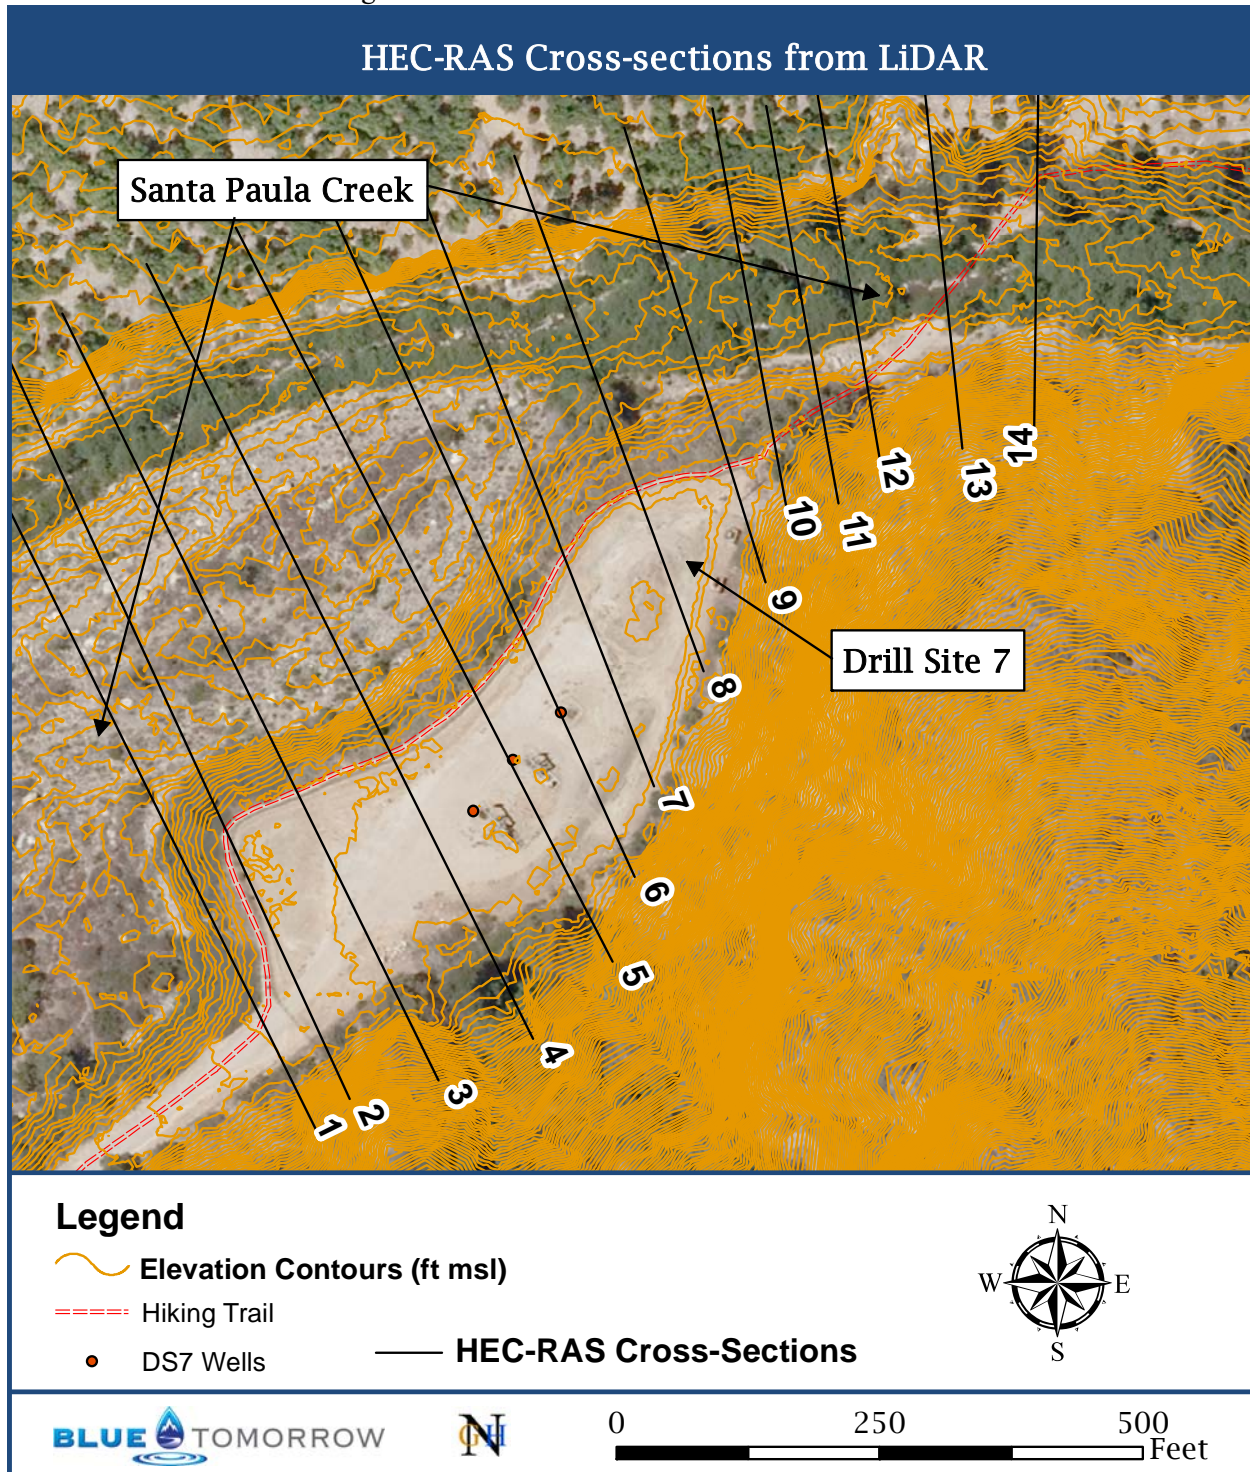 HEC-RAS Cross-sections from LiDAR
Santa Paula Creek
14
12
13
10
11
9
Drill Site 7
8
7
6
5
4
3
2
1
Legend
Elevation Contours (ft msl)
Hiking Trail
DS7 Wells
HEC-RAS Cross-Sections
N
W
E
S
BLUE TOMORROW
0 250 500
Feet